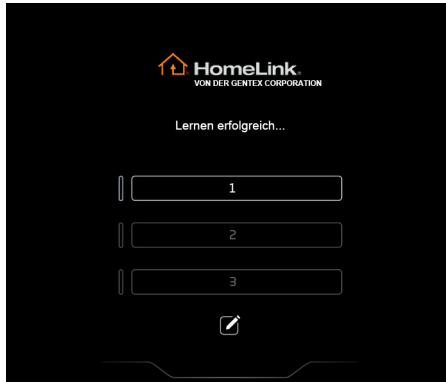 HomeLink.
VON DER GENTEX CORPORATION
Lernen erfolgreich...
1
2
3